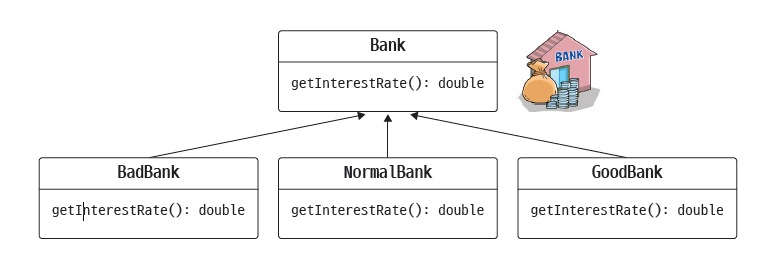 Bank
BANK
getInterestRate(): double
BadBank
NormalBank
GoodBank
getInterestRate(): double
getInterestRate(): double
getInterestRate(): double